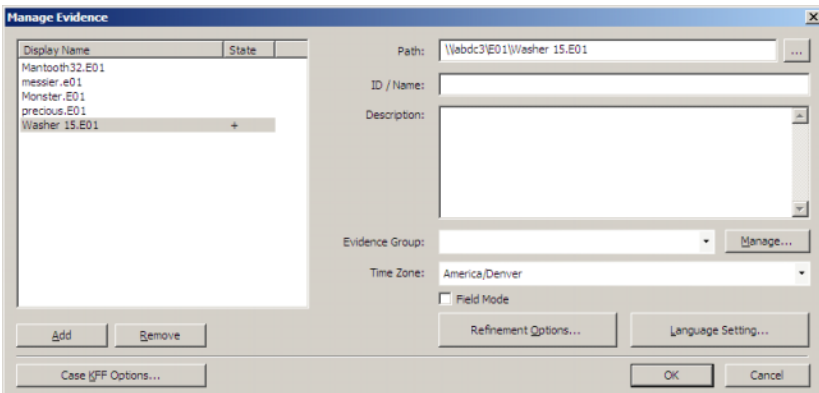 Manage Evidence
Display Name State
Mantooth32.E01
messier.e01
Monster.E01
precious.E01
Washer 15.E01 +
Add Remove
Case KFF Options...
Path: \\labdc3\E01\Washer 15.E01 ...
ID / Name:
Description:
Evidence Group: Manage...
Time Zone: America/Denver
Field Mode
Refinement Options... Language Setting...
OK Cancel